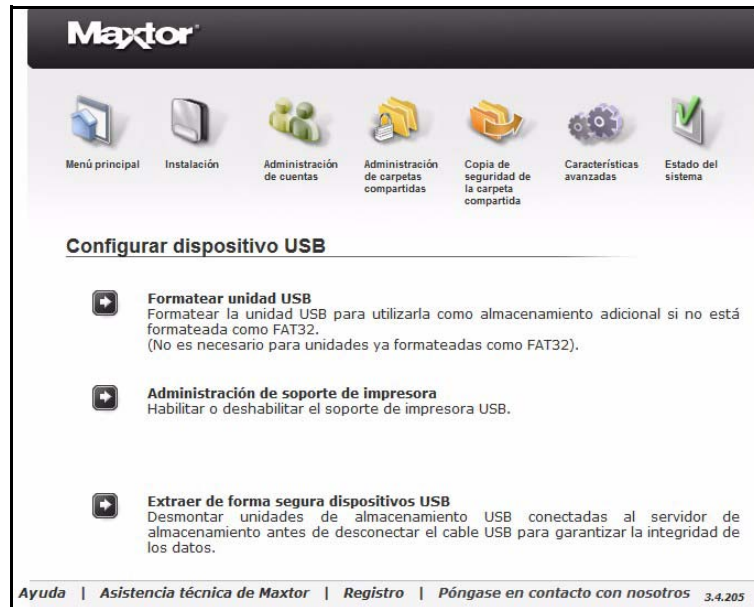 Maxtor
Menú principal
Instalación
Administración
de cuentas
Administración
de carpetas
compartidas
Copia de
seguridad de
la carpeta
compartida
Características
avanzadas
Estado del
sistema
Configurar dispositivo USB
Formatear unidad USB
Formatear la unidad USB para utilizarla como almacenamiento adicional si no está
formateada como FAT32.
(No es necesario para unidades ya formateadas como FAT32).
Administración de soporte de impresora
Habilitar o deshabilitar el soporte de impresora USB.
Extraer de forma segura dispositivos USB
Desmontar unidades de almacenamiento USB conectadas al servidor de
almacenamiento antes de desconectar el cable USB para garantizar la integridad de
los datos.
Ayuda | Asistencia técnica de Maxtor | Registro | Póngase en contacto con nosotros 3.4.205